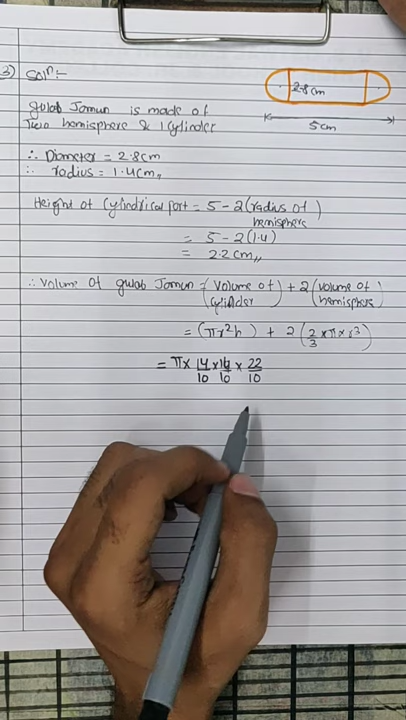 3) Soln:-
2.8cm
5cm
gulab Jamun is made of
Two hemisphere & 1 Cylinder
∴ Diameter = 2.8cm
∴ radius = 1.4cm,,
Height of Cylindrical part = 5 - 2(radius of hemisphere)
= 5 - 2(1.4)
= 2.2cm,,
∴ Volume Of gulab Jamun = (Volume of cylinder) + 2(Volume of hemisphere)
= (πr²h) + 2(2/3 × π × r³)
= π × 14/10 × 14/10 × 22/10